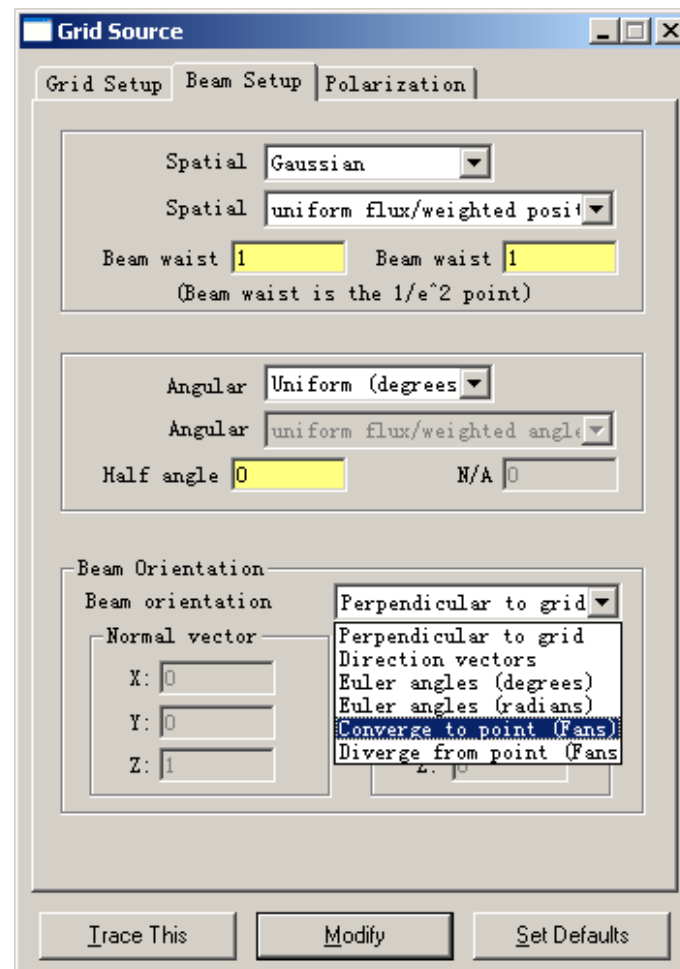 Grid Source
Grid Setup Beam Setup Polarization
Spatial Gaussian
Spatial uniform flux/weighted posit
Beam waist 1 Beam waist 1
(Beam waist is the 1/e^2 point)
Angular Uniform (degrees
Angular uniform flux/weighted angle
Half angle 0 N/A 0
Beam Orientation
Beam orientation Perpendicular to grid
Normal vector
Perpendicular to grid
Direction vectors
Euler angles (degrees)
Euler angles (radians)
Converge to point (Fans)
Diverge from point (Fans
X: 0
Y: 0
Z: 1
Trace This Modify Set Defaults